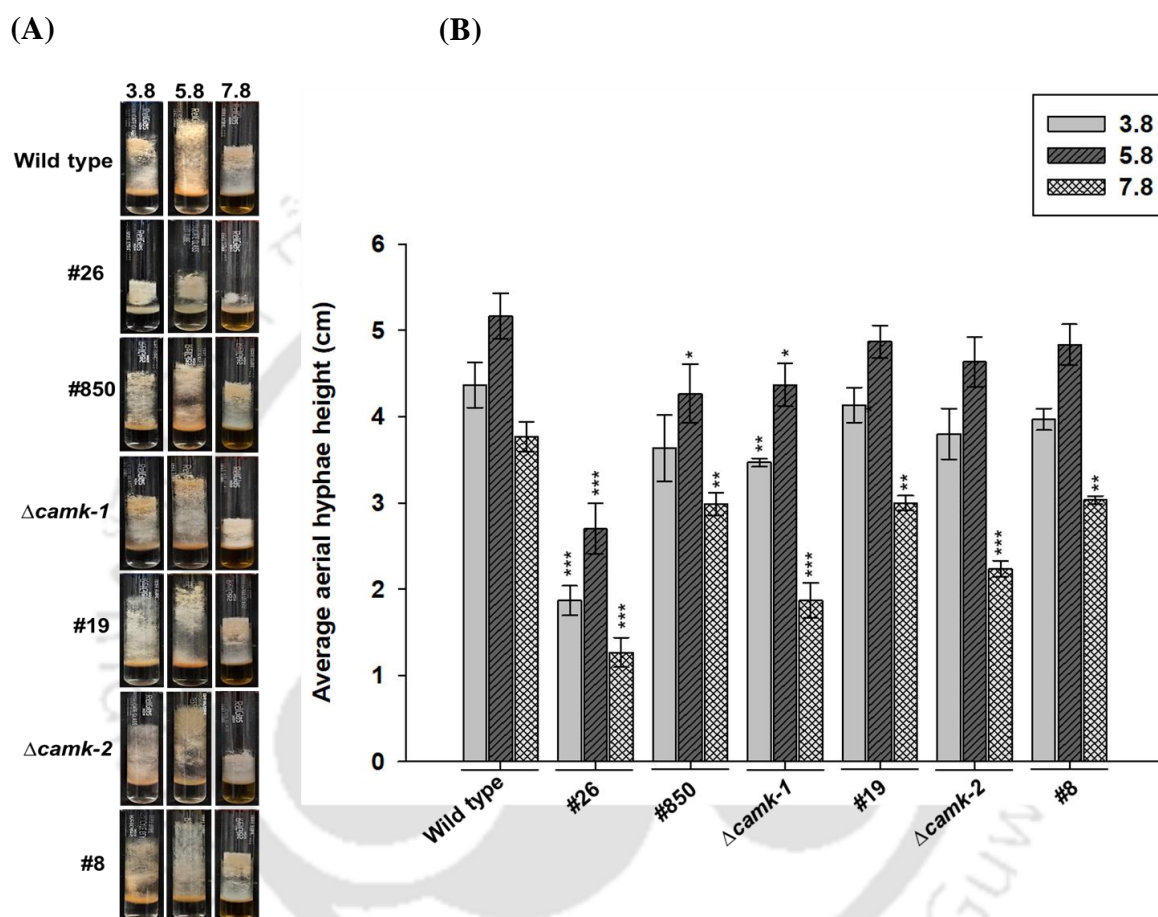 (A)
(B)
3.8 5.8 7.8
Wild type
#26
#850
Δcamk-1
#19
Δcamk-2
#8
3.8
5.8
7.8
Average aerial hyphae height (cm)
6
5
4
3
2
1
0
***
***
***
*
**
**
*
***
**
***
**
Wild type
#26
#850
Δcamk-1
#19
Δcamk-2
#8